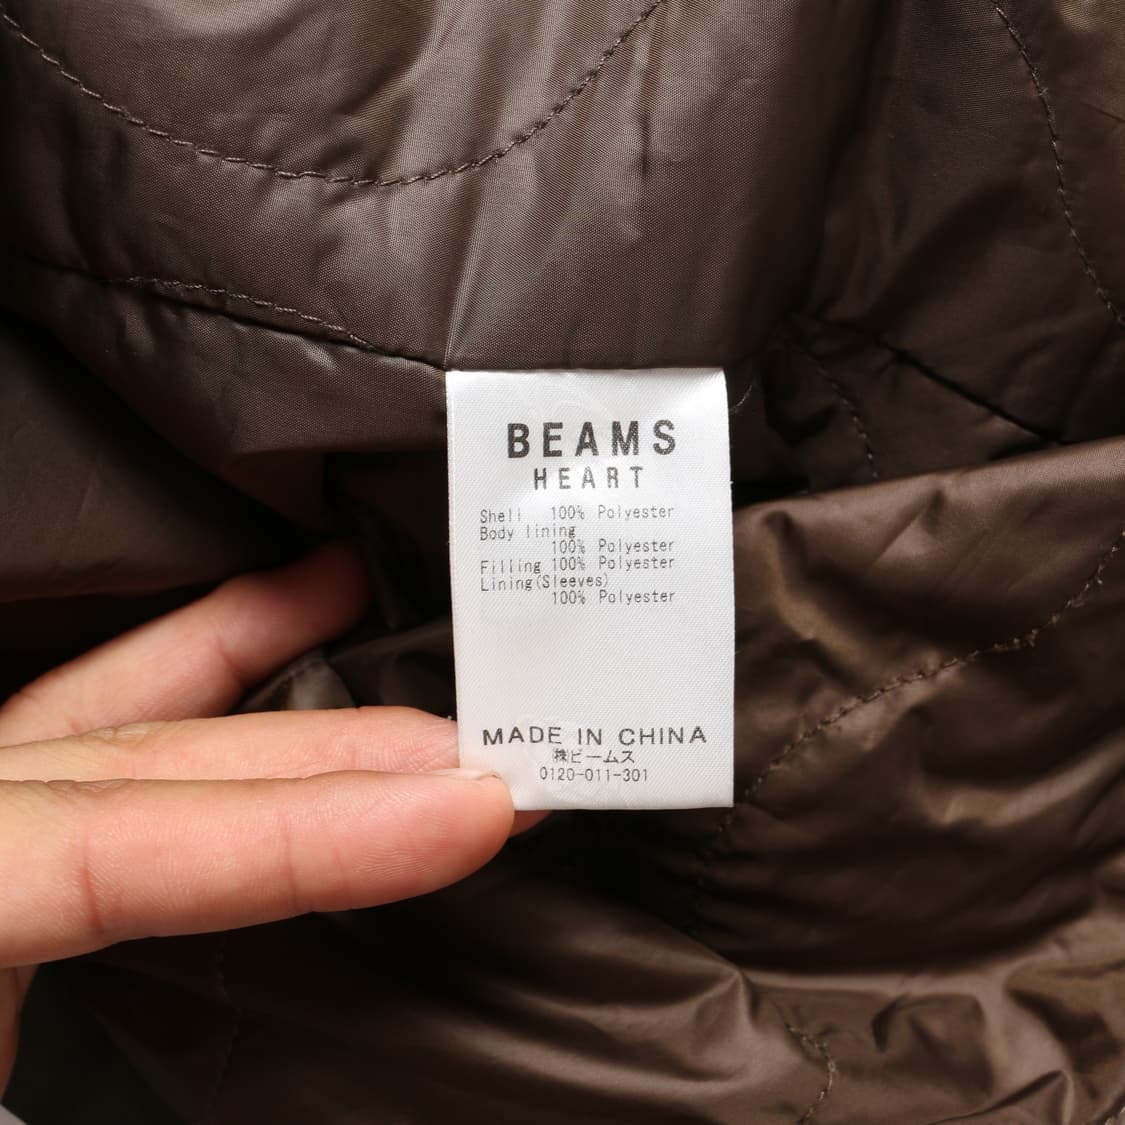 BEAMS
HEART
Shell 100% Polyester
Body lining
100% Polyester
Filling 100% Polyester
Lining(Sleeves)
100% Polyester
MADE IN CHINA
㈱ビームス
0120-011-301